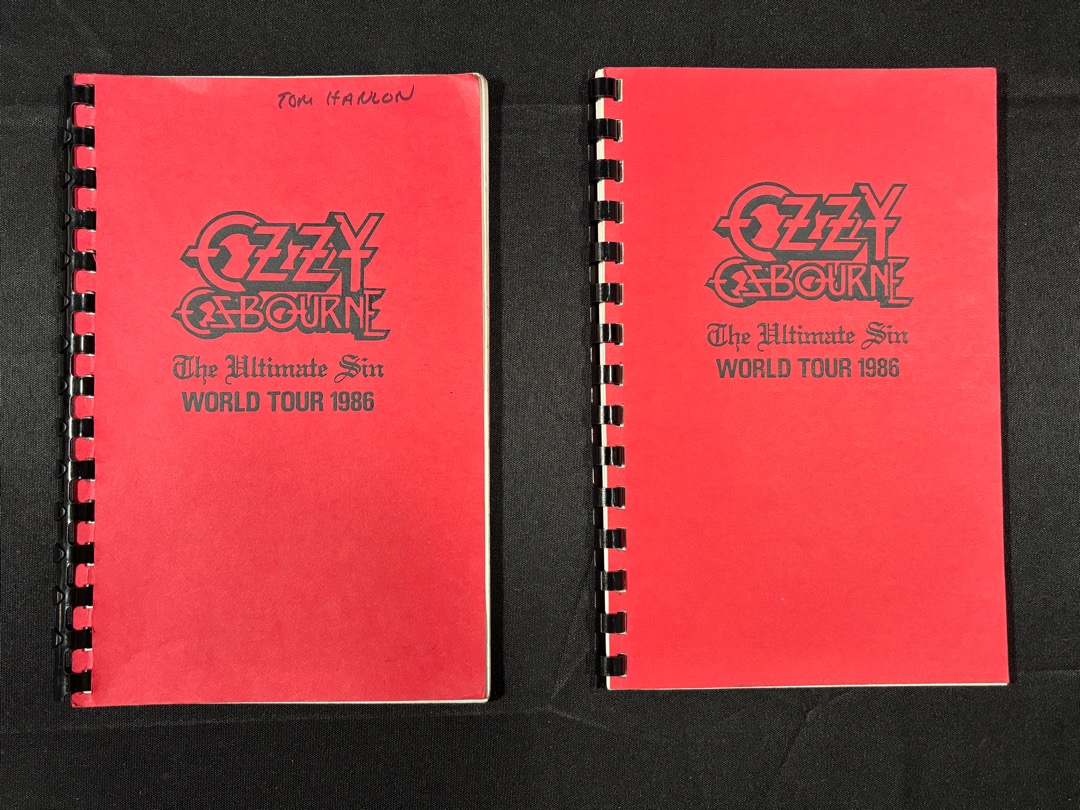 TOM HANLON
OZZY
OSBOURNE
The Ultimate Sin
WORLD TOUR 1986
OZZY
OSBOURNE
The Ultimate Sin
WORLD TOUR 1986